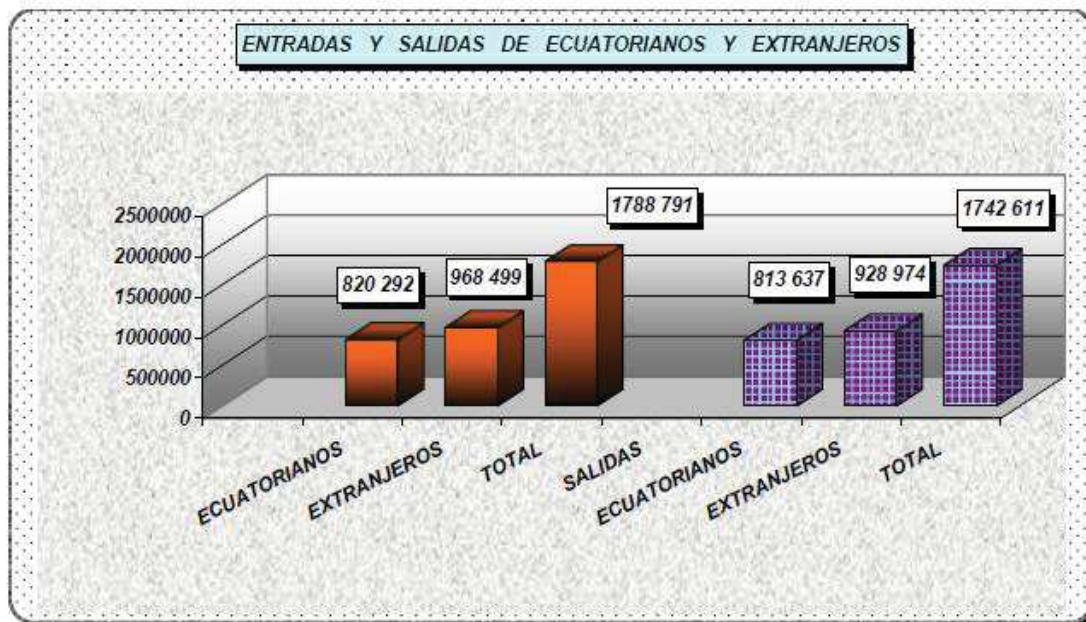 ENTRADAS Y SALIDAS DE ECUATORIANOS Y EXTRANJEROS
2500000
2000000
1500000
1000000
500000
0
820 292
968 499
1788 791
813 637
928 974
1742 611
ECUATORIANOS
EXTRANJEROS
TOTAL
SALIDAS
ECUATORIANOS
EXTRANJEROS
TOTAL